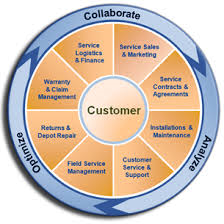 Collaborate
Service
Logistics
& Finance
Service Sales
& Marketing
Warranty
& Claim
Management
Service
Contracts &
Agreements
Customer
Returns &
Depot Repair
Installations &
Maintenance
Field Service
Management
Customer
Service &
Support
Optimize
Analyze